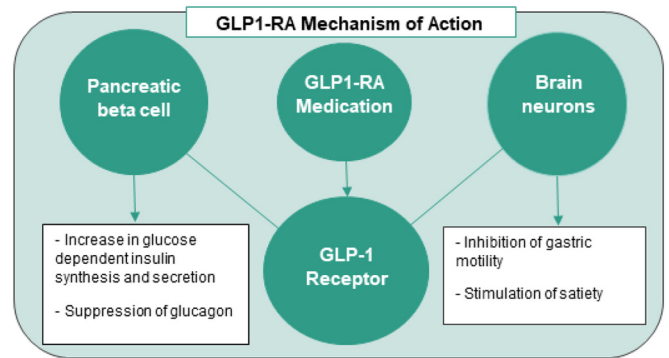 GLP1-RA Mechanism of Action
Pancreatic
beta cell
GLP1-RA
Medication
Brain
neurons
- Increase in glucose
dependent insulin
synthesis and secretion
- Suppression of glucagon
GLP-1
Receptor
- Inhibition of gastric
motility
- Stimulation of satiety